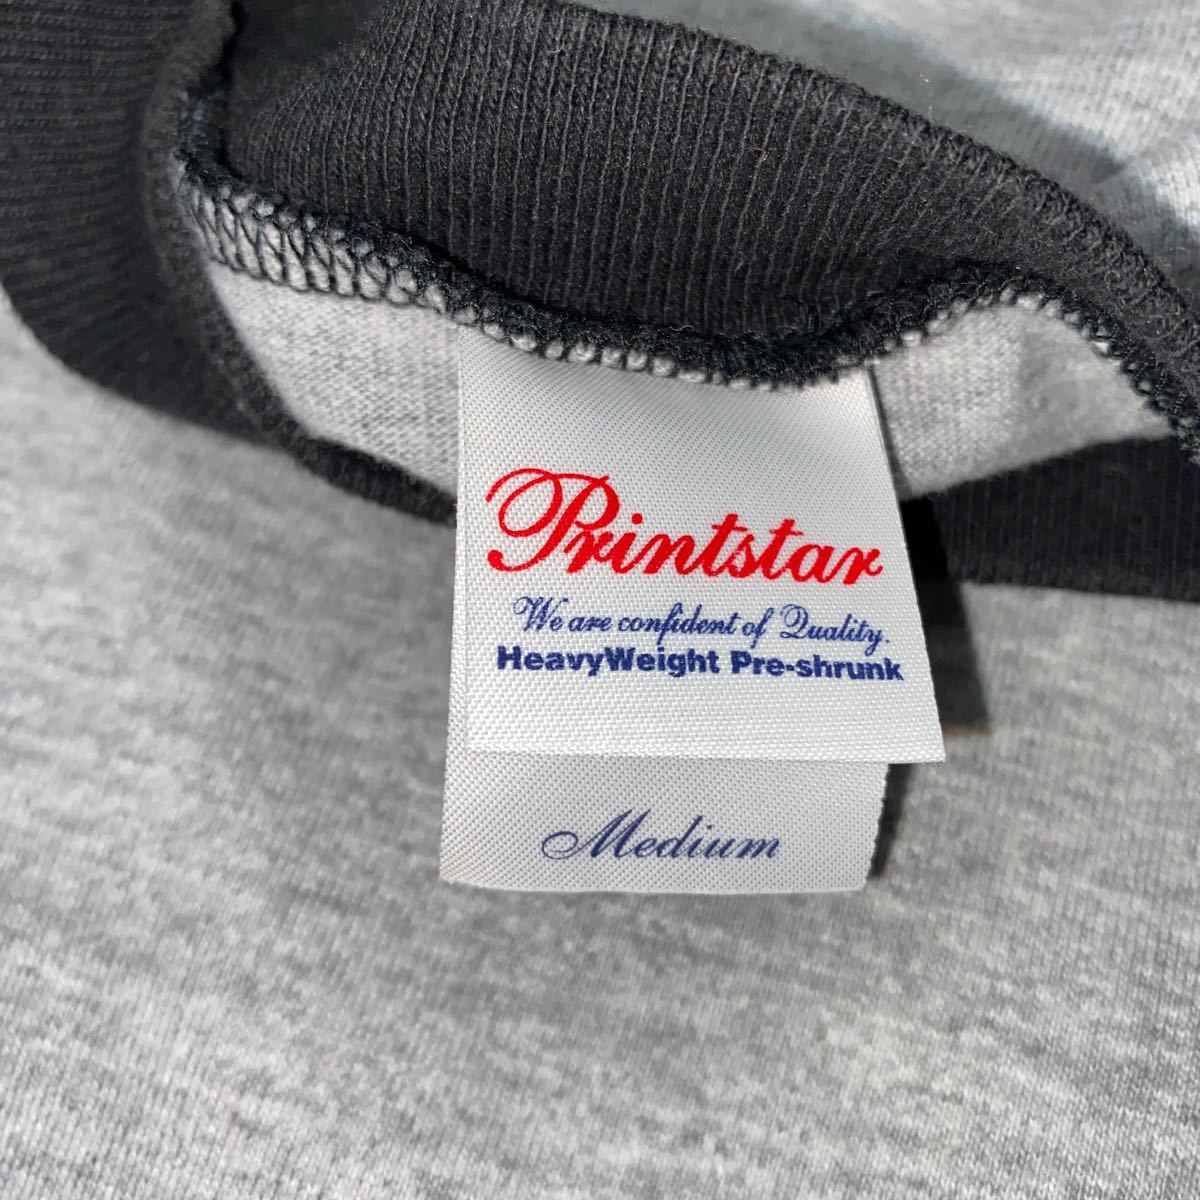 Printstar
We are confident of Quality.
HeavyWeight Pre-shrunk
Medium